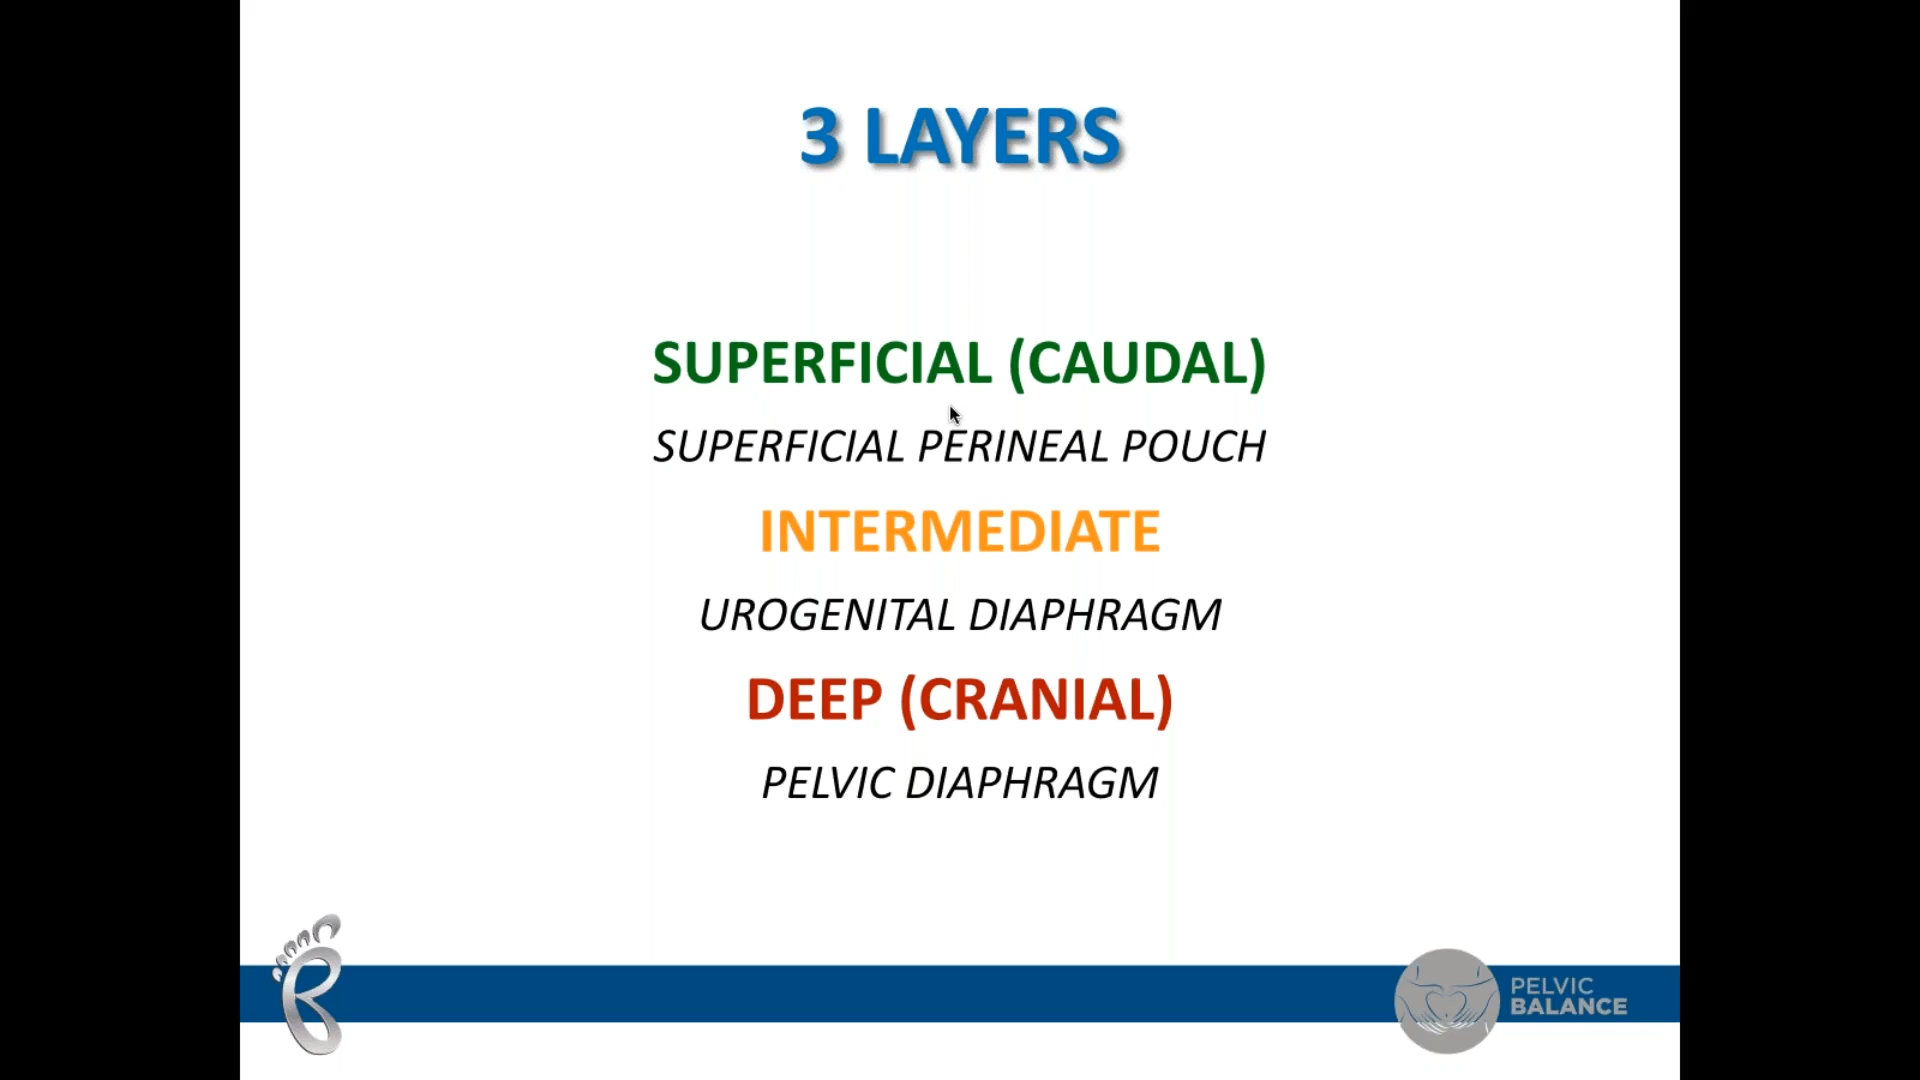 3 LAYERS
SUPERFICIAL (CAUDAL)
SUPERFICIAL PERINEAL POUCH
INTERMEDIATE
UROGENITAL DIAPHRAGM
DEEP (CRANIAL)
PELVIC DIAPHRAGM
PELVIC
BALANCE